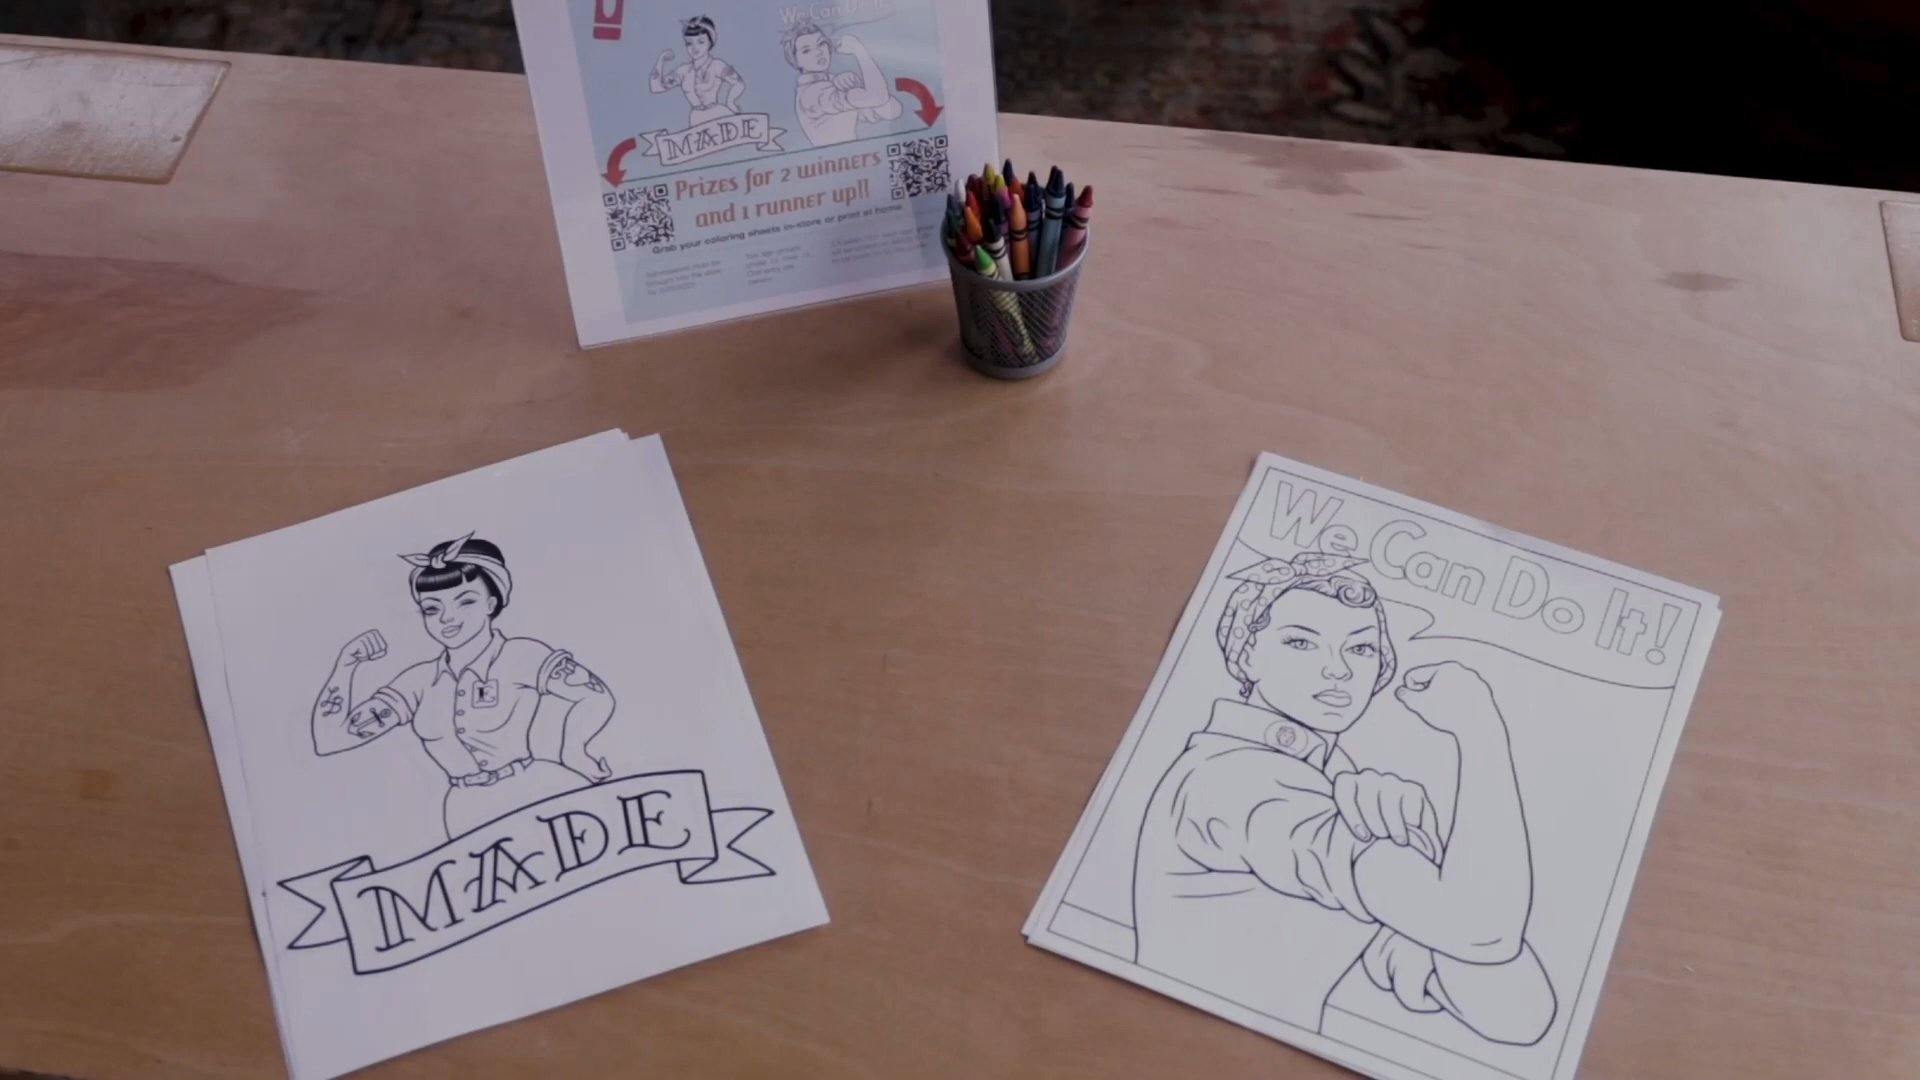 We Can Do It!
MADE
Prizes for 2 winners
and 1 runner up!!
Grab your coloring sheets in-store or print at home.
We Can Do It!
E
MADE